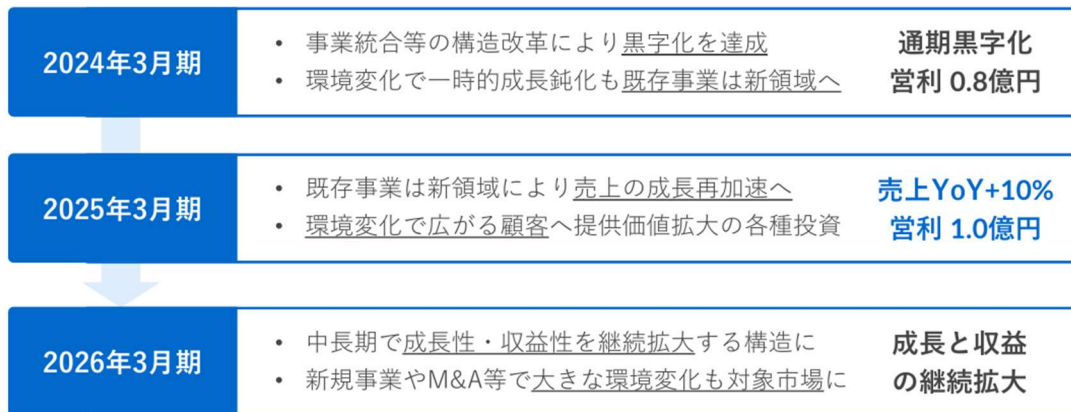 2024年3月期
• 事業統合等の構造改革により黒字化を達成
• 環境変化で一時的成長鈍化も既存事業は新領域へ
通期黒字化
営利 0.8億円
2025年3月期
• 既存事業は新領域により売上の成長再加速へ
• 環境変化で広がる顧客へ提供価値拡大の各種投資
売上YoY+10%
営利 1.0億円
2026年3月期
• 中長期で成長性・収益性を継続拡大する構造に
• 新規事業やM&A等で大きな環境変化も対象市場に
成長と収益
の継続拡大